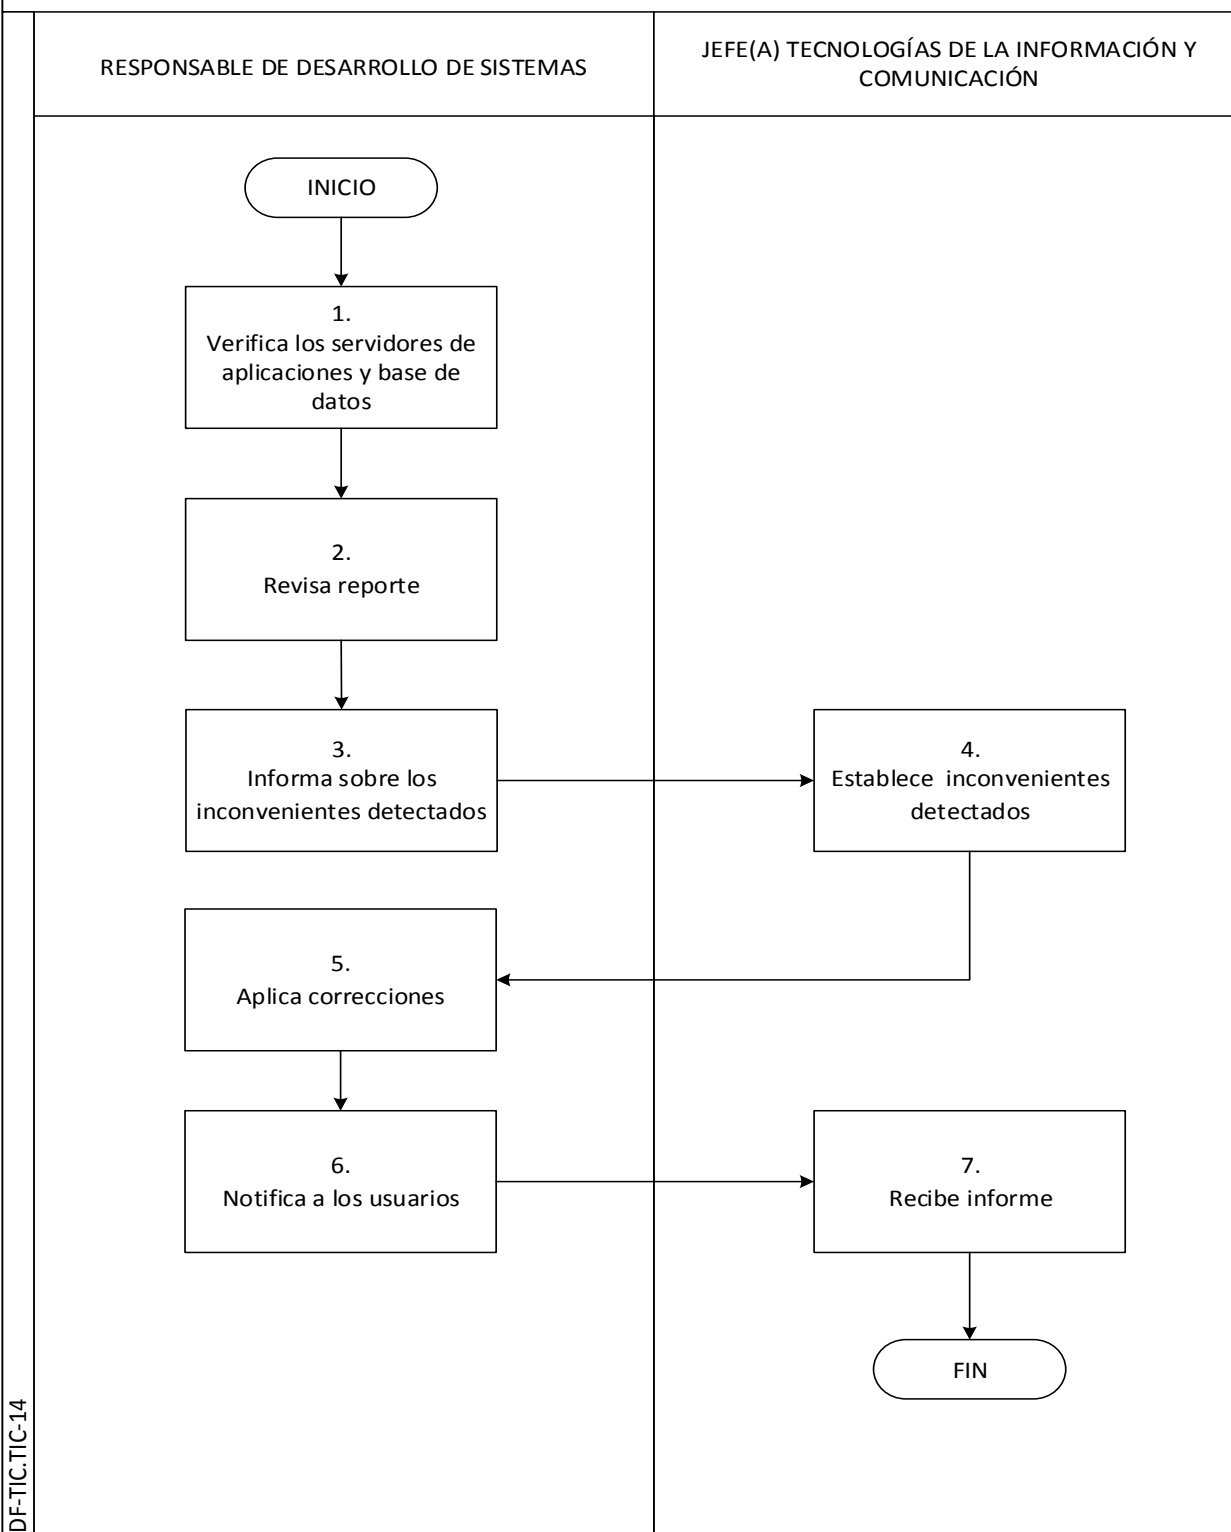 RESPONSABLE DE DESARROLLO DE SISTEMAS
JEFE(A) TECNOLOGÍAS DE LA INFORMACIÓN Y
COMUNICACIÓN
INICIO
1.
Verifica los servidores de
aplicaciones y base de
datos
2.
Revisa reporte
3.
Informa sobre los
inconvenientes detectados
4.
Establece inconvenientes
detectados
5.
Aplica correcciones
6.
Notifica a los usuarios
7.
Recibe informe
FIN
DF-TIC.TIC-14